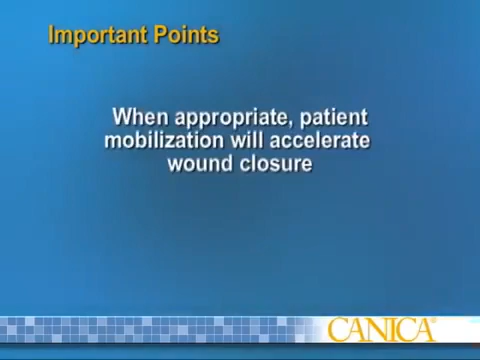 Important Points
When appropriate, patient
mobilization will accelerate
wound closure
CANICA®